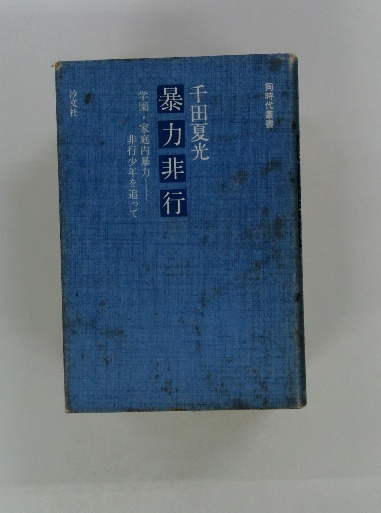 同時代叢書
千田夏光
暴力非行
学園・家庭内暴力——
非行少年を追って
汐文社